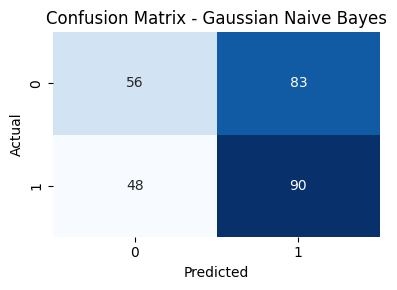 Confusion Matrix - Gaussian Naive Bayes
Actual
0
56
83
1
48
90
0
1
Predicted